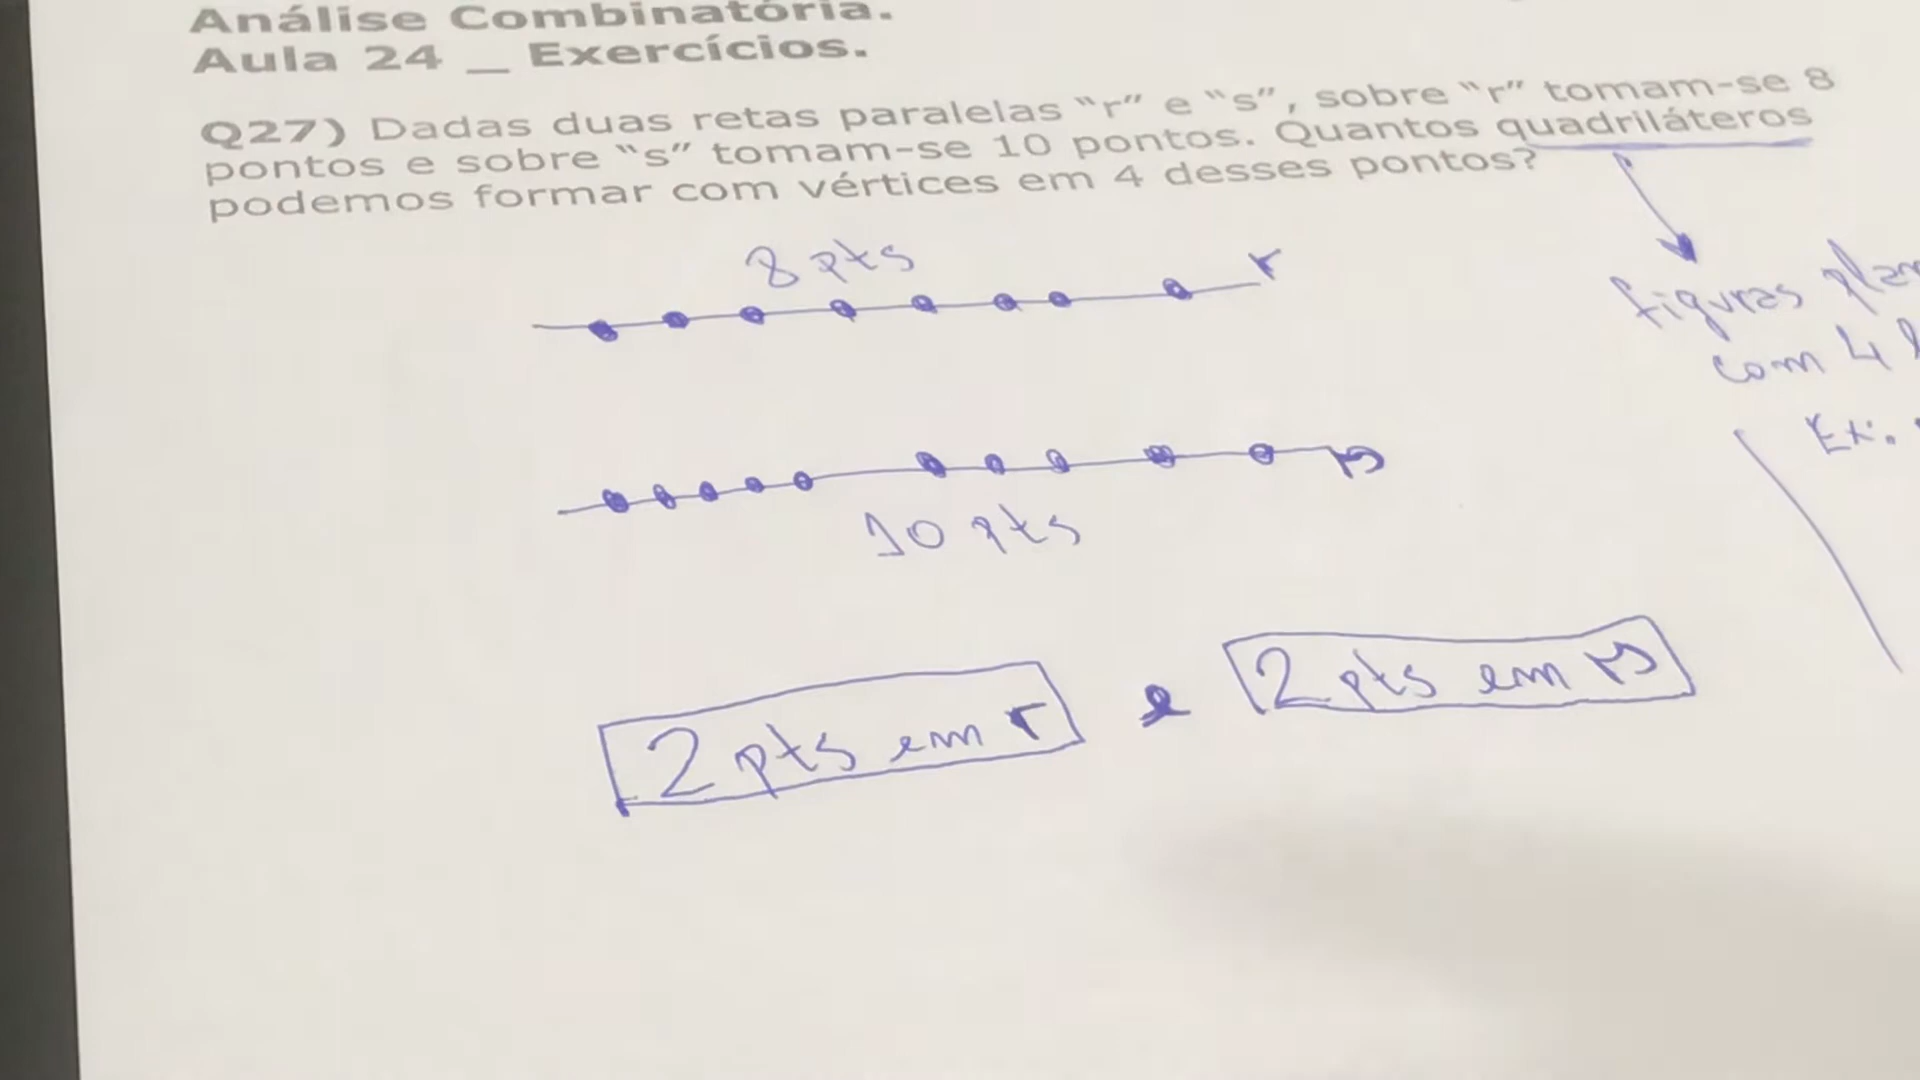 Análise Combinatória.
Aula 24 _ Exercícios.
Q27) Dadas duas retas paralelas “r” e “s”, sobre “r” tomam-se 8
pontos e sobre “s” tomam-se 10 pontos. Quantos quadriláteros
podemos formar com vértices em 4 desses pontos?
8 pts
r
figuras
com 4
Ex.
s
10 pts
2 pts em r e 2 pts em s